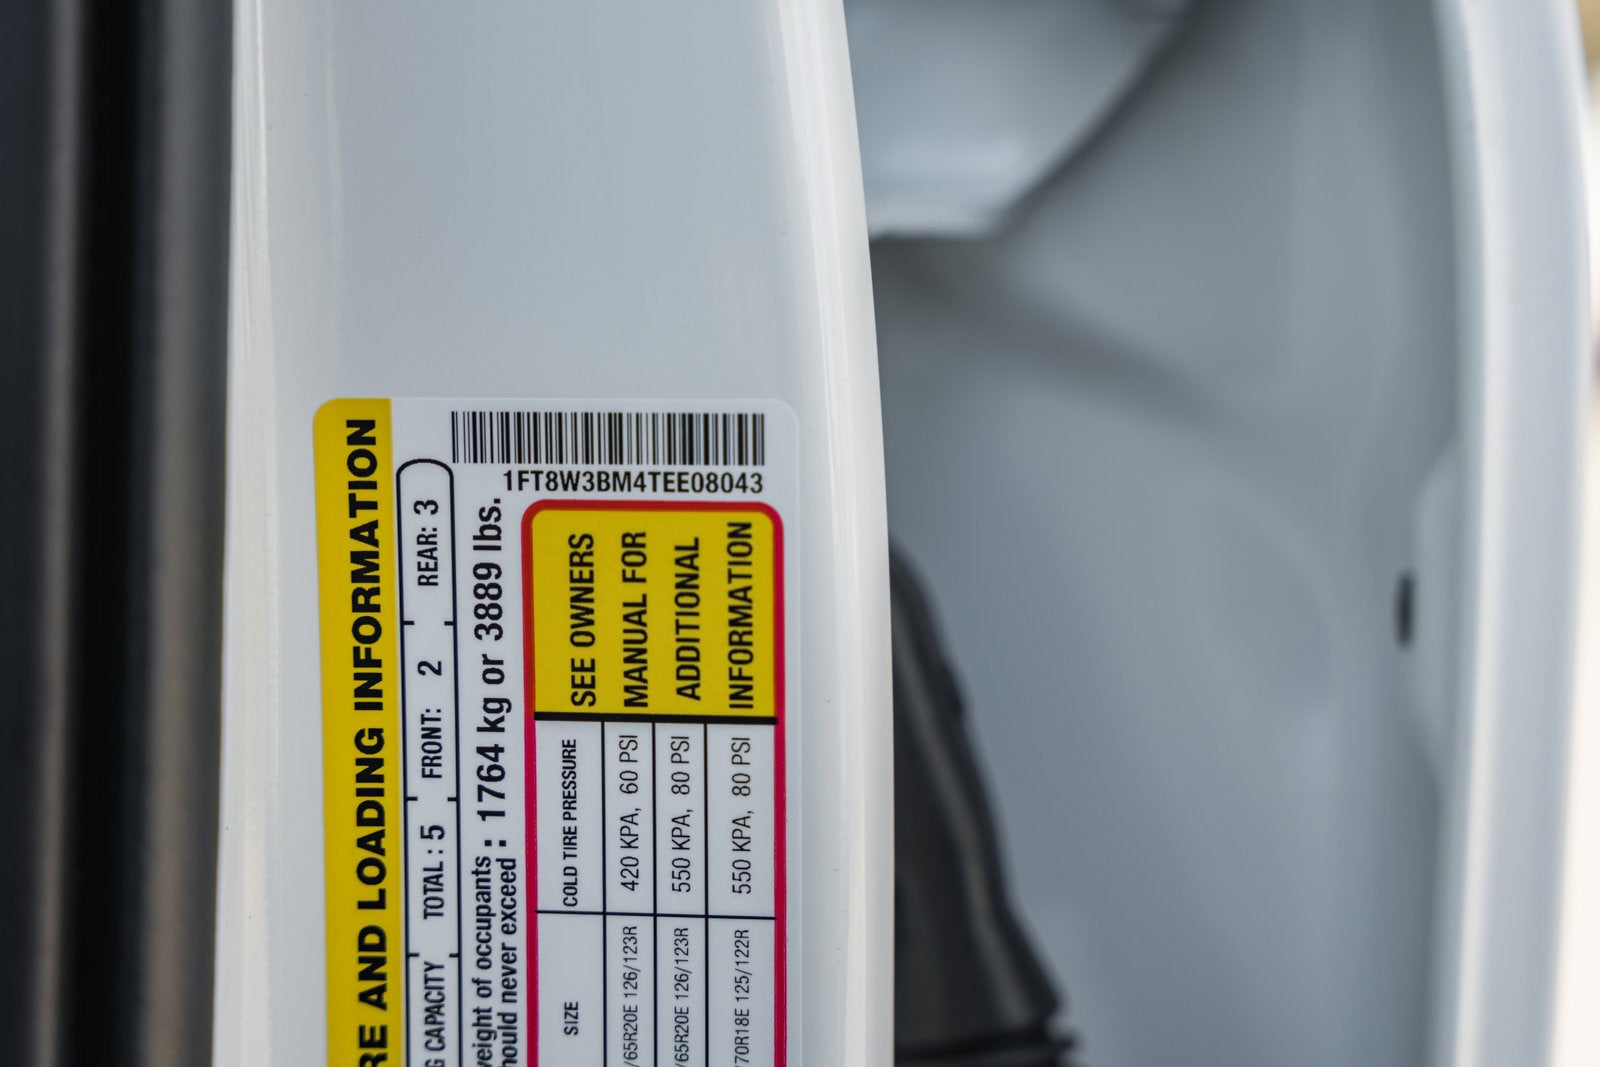 RE AND LOADING INFORMATION
G CAPACITY TOTAL : 5 FRONT: 2 REAR: 3
weight of occupants
hould never exceed : 1764 kg or 3889 lbs.
1FT8W3BM4TEE08043
SIZE COLD TIRE PRESSURE
/65R20E 126/123R 420 KPA, 60 PSI
/65R20E 126/123R 550 KPA, 80 PSI
/70R18E 125/122R 550 KPA, 80 PSI
SEE OWNERS
MANUAL FOR
ADDITIONAL
INFORMATION